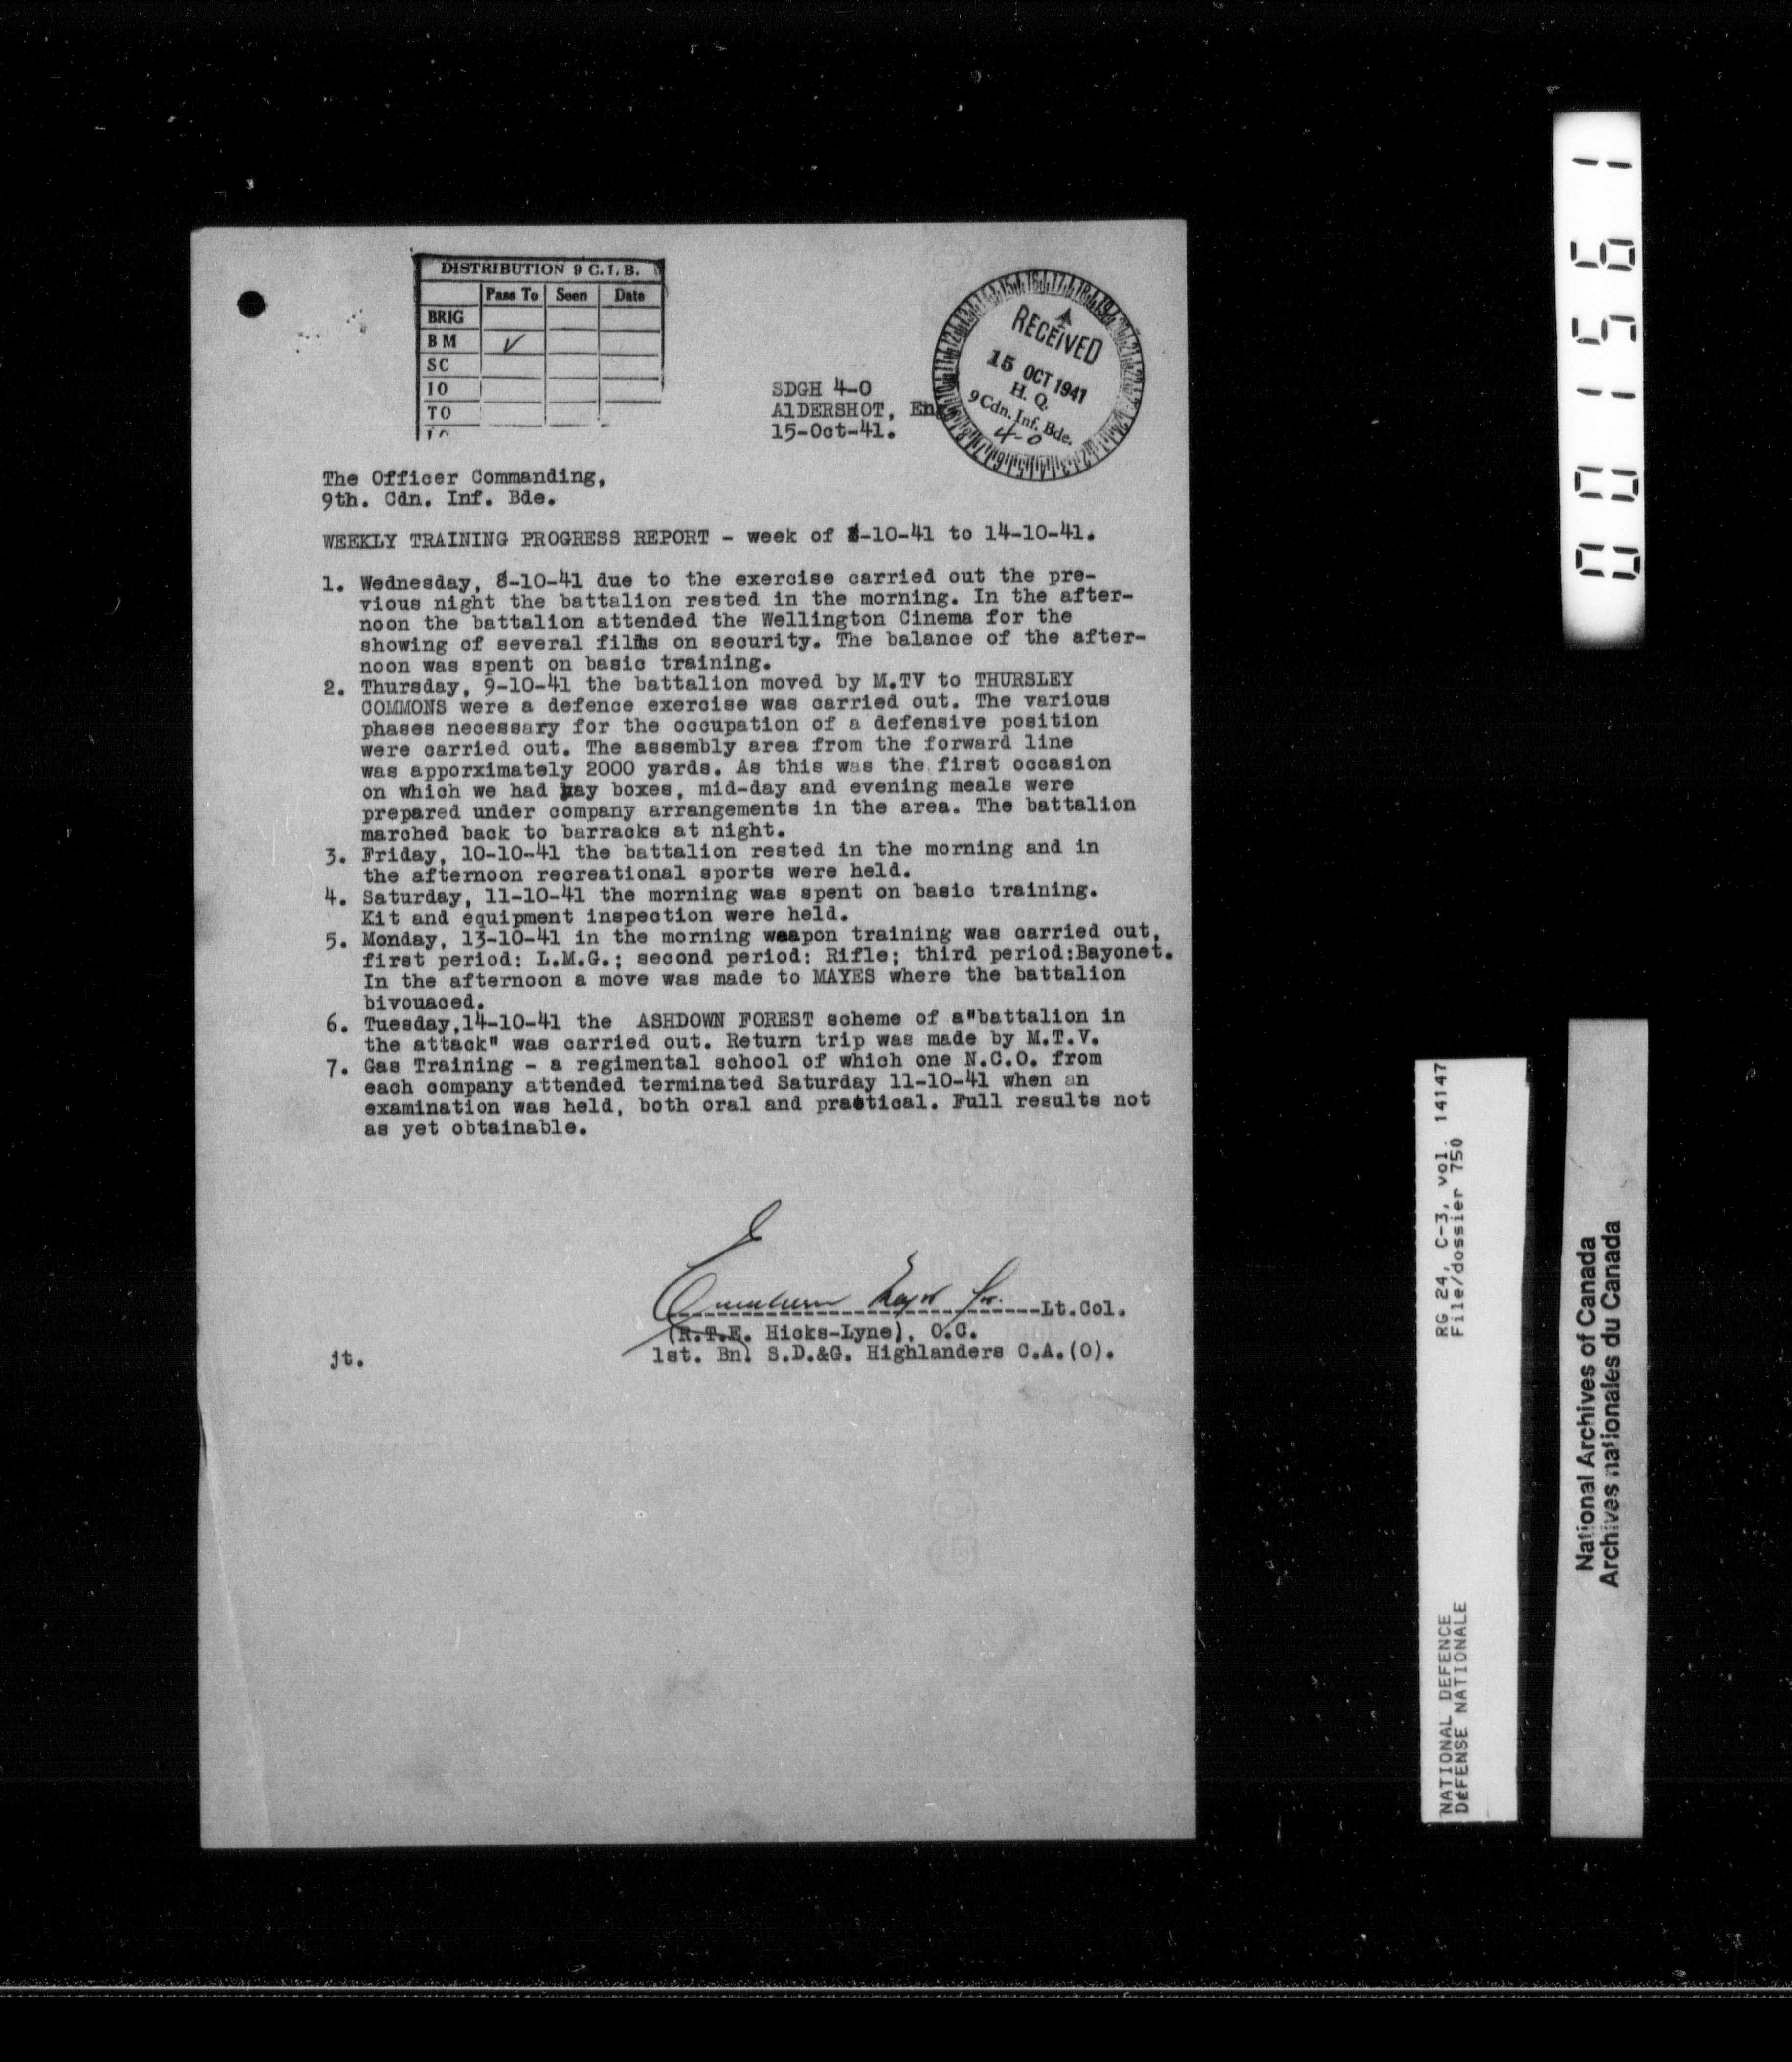 DISTRIBUTION 9 C.I.B.
Pass To Seen Date
BRIG
B M ✓
SC
IO
TO
RECEIVED
15 OCT 1941
H. Q.
9 Cdn. Inf. Bde.
4-0
SDGH 4-0
AlDERSHOT, Eng
15-Oct-41.
The Officer Commanding,
9th. Cdn. Inf. Bde.
WEEKLY TRAINING PROGRESS REPORT - week of 8-10-41 to 14-10-41.
1. Wednesday, 8-10-41 due to the exercise carried out the pre-
vious night the battalion rested in the morning. In the after-
noon the battalion attended the Wellington Cinema for the
showing of several films on security. The balance of the after-
noon was spent on basic training.
2. Thursday, 9-10-41 the battalion moved by M.TV to THURSLEY
COMMONS were a defence exercise was carried out. The various
phases necessary for the occupation of a defensive position
were carried out. The assembly area from the forward line
was apporximately 2000 yards. As this was the first occasion
on which we had hay boxes, mid-day and evening meals were
prepared under company arrangements in the area. The battalion
marched back to barracks at night.
3. Friday, 10-10-41 the battalion rested in the morning and in
the afternoon recreational sports were held.
4. Saturday, 11-10-41 the morning was spent on basic training.
Kit and equipment inspection were held.
5. Monday, 13-10-41 in the morning weapon training was carried out,
first period: L.M.G.; second period: Rifle; third period:Bayonet.
In the afternoon a move was made to MAYES where the battalion
bivouaced.
6. Tuesday,14-10-41 the ASHDOWN FOREST scheme of a"battalion in
the attack" was carried out. Return trip was made by M.T.V.
7. Gas Training - a regimental school of which one N.C.O. from
each company attended terminated Saturday 11-10-41 when an
examination was held, both oral and practical. Full results not
as yet obtainable.
Major for Lt.Col.
(R.T.E. Hicks-Lyne), O.C.
1st. Bn. S.D.&G. Highlanders C.A.(O).
jt.
001561
RG 24, C-3, vol. 14147
File/dossier 750
NATIONAL DEFENCE
DÉFENSE NATIONALE
National Archives of Canada
Archives nationales du Canada